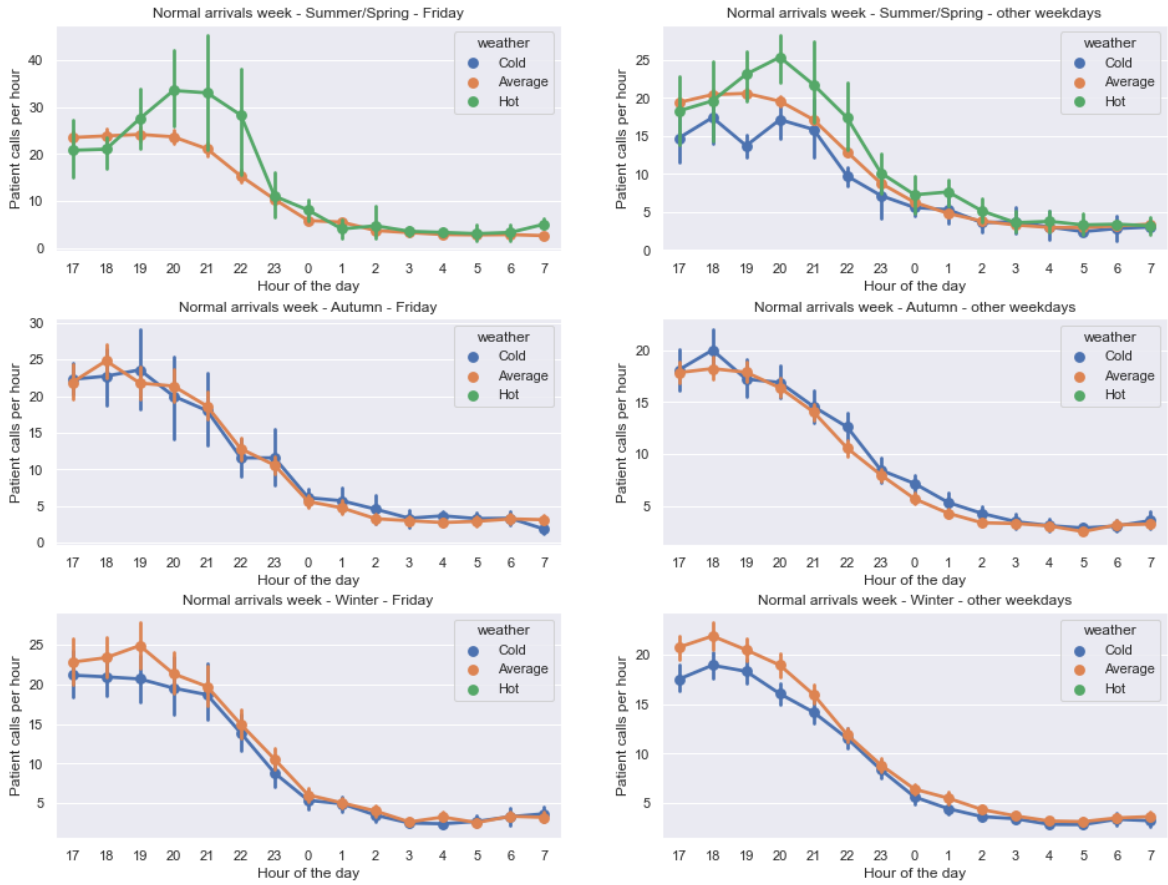 Normal arrivals week - Summer/Spring - Friday
Patient calls per hour
40
30
20
10
0
weather
Cold
Average
Hot
17 18 19 20 21 22 23 0 1 2 3 4 5 6 7
Hour of the day
Normal arrivals week - Summer/Spring - other weekdays
Patient calls per hour
25
20
15
10
5
0
weather
Cold
Average
Hot
17 18 19 20 21 22 23 0 1 2 3 4 5 6 7
Hour of the day
Normal arrivals week - Autumn - Friday
Patient calls per hour
30
25
20
15
10
5
0
weather
Cold
Average
Hot
17 18 19 20 21 22 23 0 1 2 3 4 5 6 7
Hour of the day
Normal arrivals week - Autumn - other weekdays
Patient calls per hour
20
15
10
5
weather
Cold
Average
Hot
17 18 19 20 21 22 23 0 1 2 3 4 5 6 7
Hour of the day
Normal arrivals week - Winter - Friday
Patient calls per hour
25
20
15
10
5
weather
Cold
Average
Hot
17 18 19 20 21 22 23 0 1 2 3 4 5 6 7
Hour of the day
Normal arrivals week - Winter - other weekdays
Patient calls per hour
20
15
10
5
weather
Cold
Average
Hot
17 18 19 20 21 22 23 0 1 2 3 4 5 6 7
Hour of the day